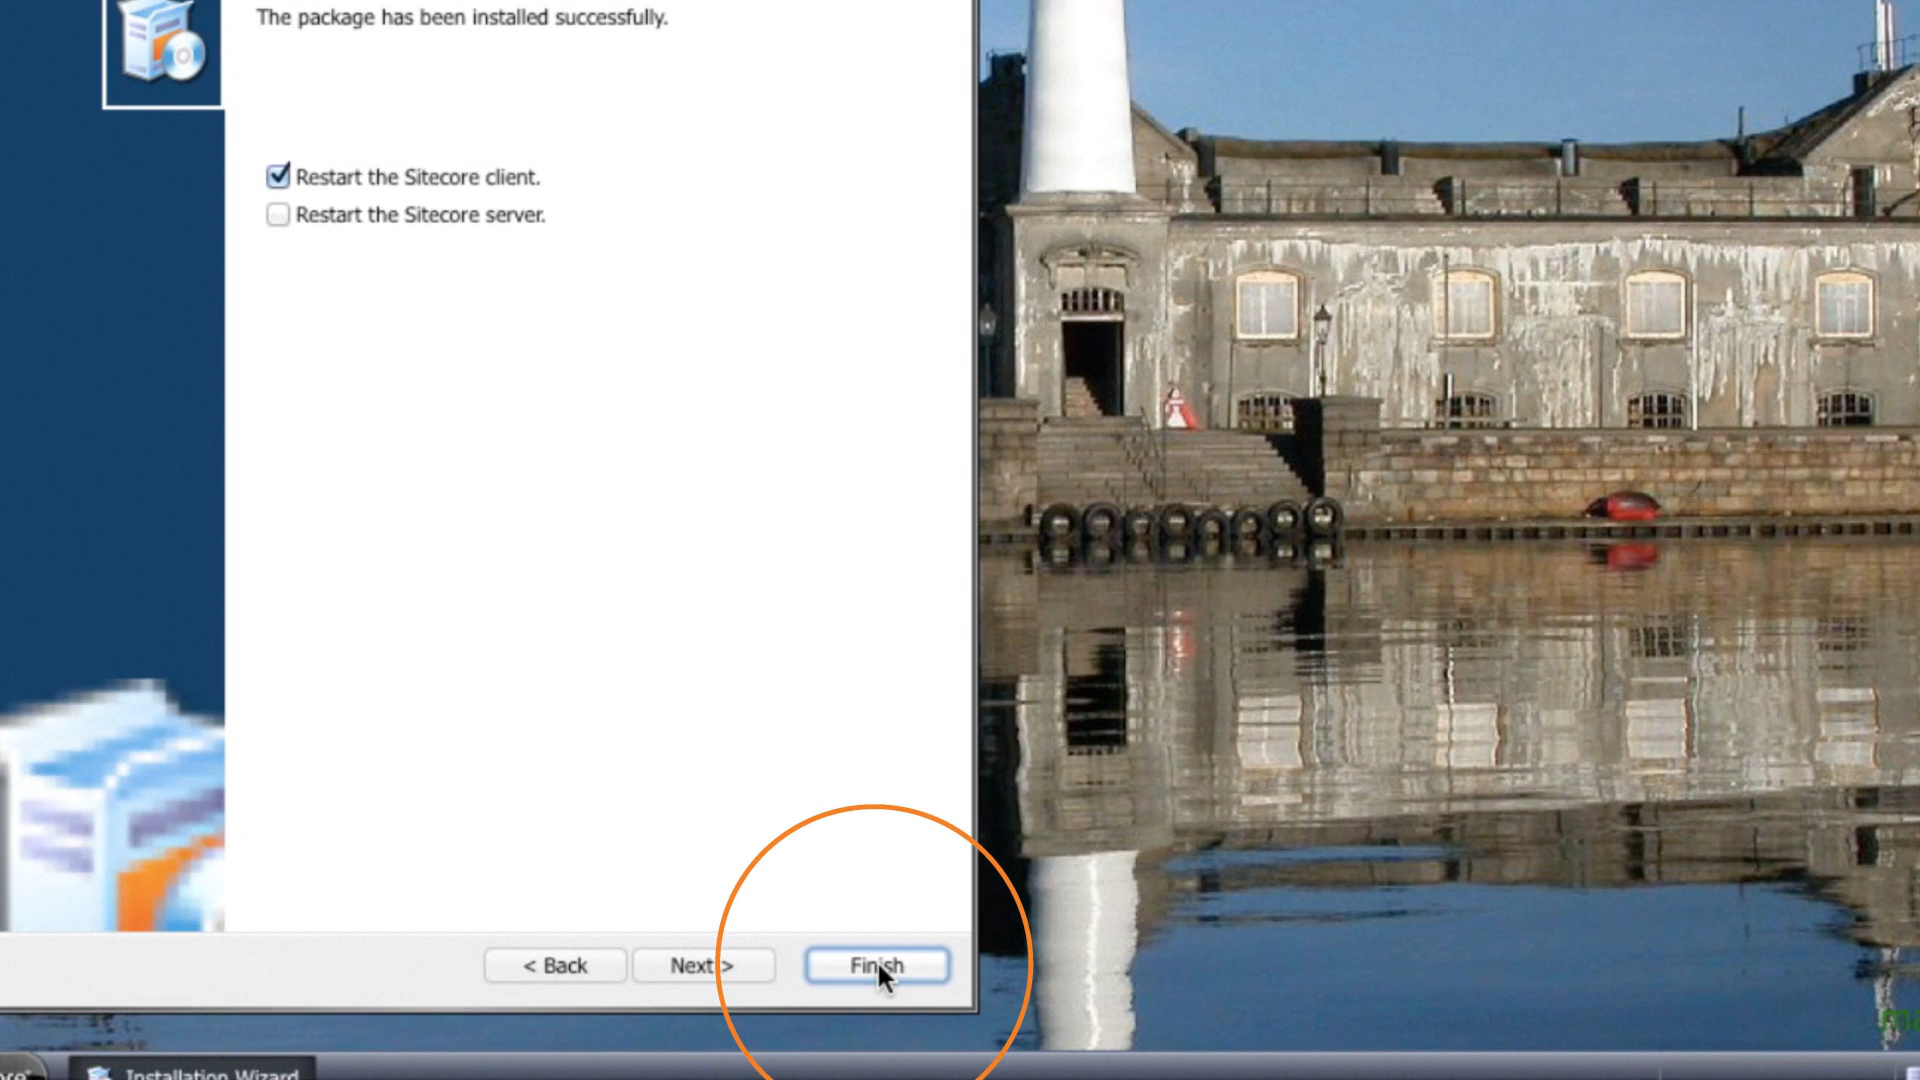 The package has been installed successfully.
Restart the Sitecore client.
Restart the Sitecore server.
< Back
Next >
Finish
Installation Wizard